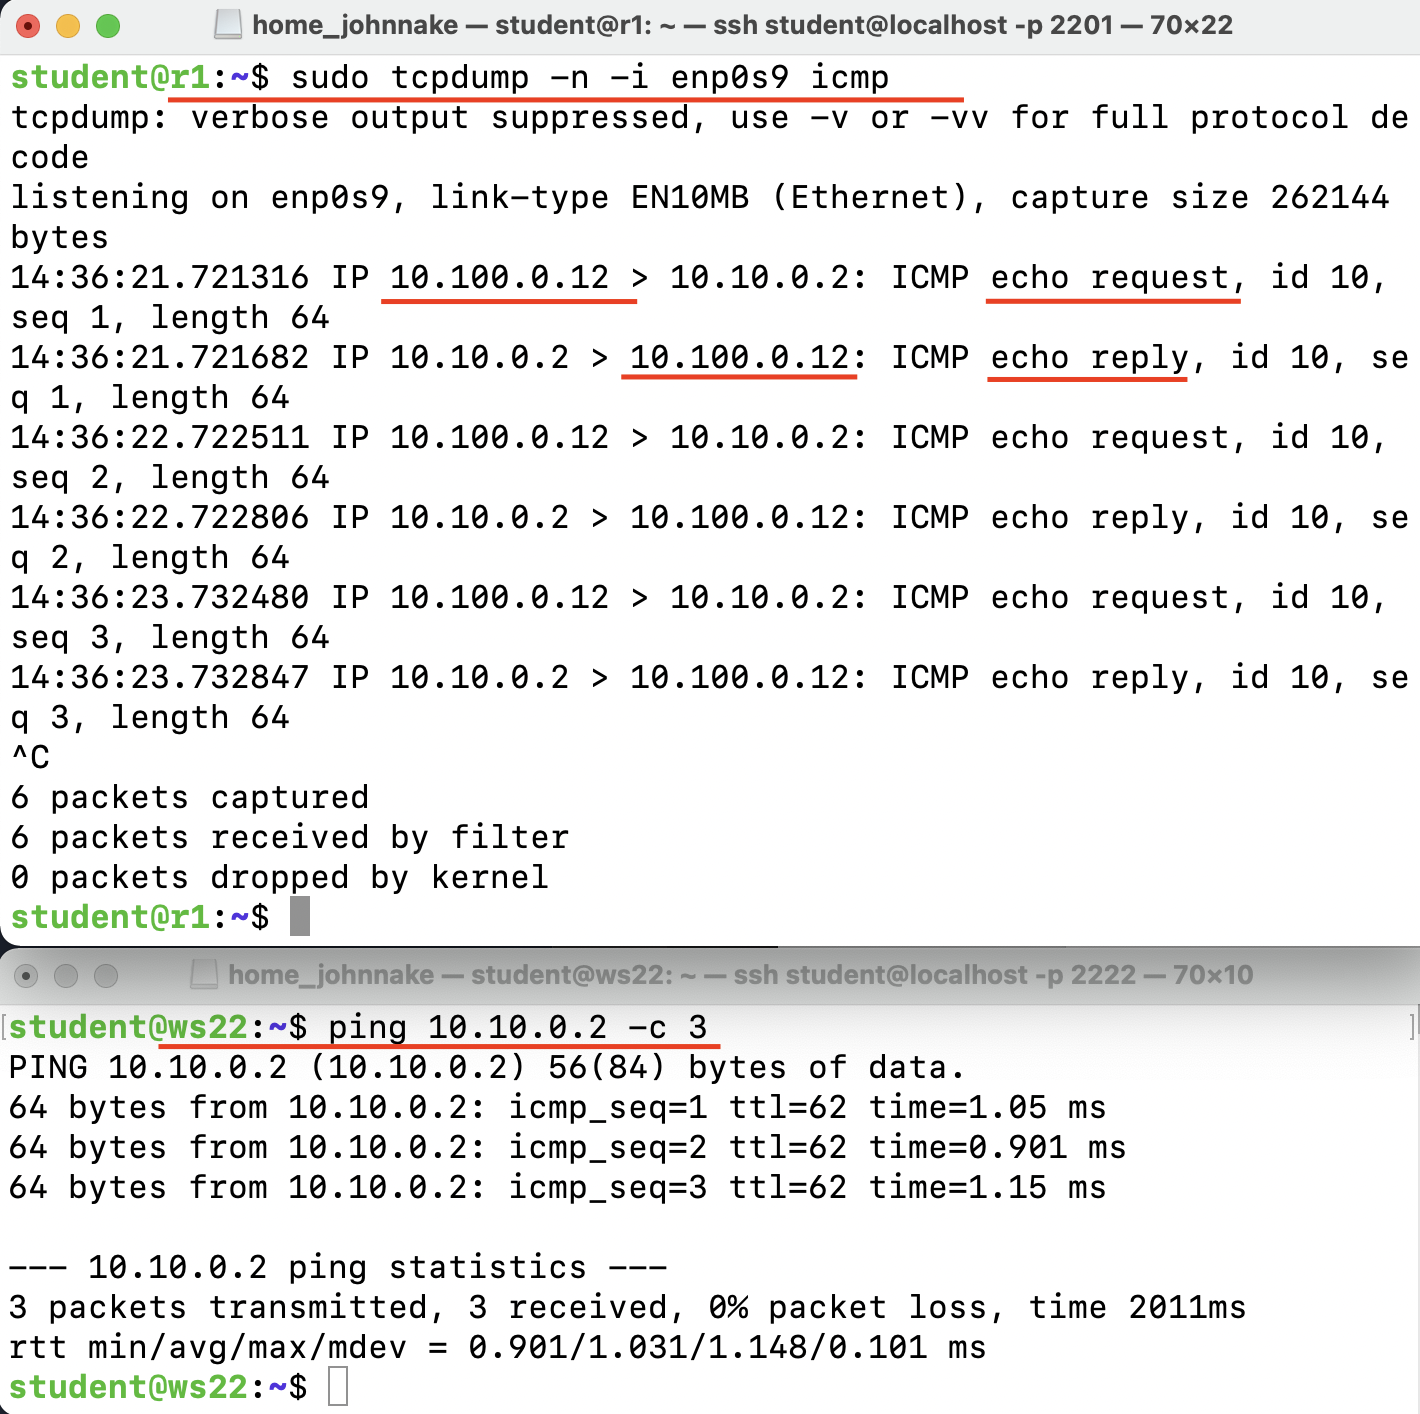 home_johnnake — student@r1: ~ — ssh student@localhost -p 2201 — 70×22
student@r1:~$ sudo tcpdump -n -i enp0s9 icmp
tcpdump: verbose output suppressed, use -v or -vv for full protocol de
code
listening on enp0s9, link-type EN10MB (Ethernet), capture size 262144
bytes
14:36:21.721316 IP 10.100.0.12 > 10.10.0.2: ICMP echo request, id 10,
seq 1, length 64
14:36:21.721682 IP 10.10.0.2 > 10.100.0.12: ICMP echo reply, id 10, se
q 1, length 64
14:36:22.722511 IP 10.100.0.12 > 10.10.0.2: ICMP echo request, id 10,
seq 2, length 64
14:36:22.722806 IP 10.10.0.2 > 10.100.0.12: ICMP echo reply, id 10, se
q 2, length 64
14:36:23.732480 IP 10.100.0.12 > 10.10.0.2: ICMP echo request, id 10,
seq 3, length 64
14:36:23.732847 IP 10.10.0.2 > 10.100.0.12: ICMP echo reply, id 10, se
q 3, length 64
^C
6 packets captured
6 packets received by filter
0 packets dropped by kernel
student@r1:~$
home_johnnake — student@ws22: ~ — ssh student@localhost -p 2222 — 70×10
[student@ws22:~$ ping 10.10.0.2 -c 3 ]
PING 10.10.0.2 (10.10.0.2) 56(84) bytes of data.
64 bytes from 10.10.0.2: icmp_seq=1 ttl=62 time=1.05 ms
64 bytes from 10.10.0.2: icmp_seq=2 ttl=62 time=0.901 ms
64 bytes from 10.10.0.2: icmp_seq=3 ttl=62 time=1.15 ms
--- 10.10.0.2 ping statistics ---
3 packets transmitted, 3 received, 0% packet loss, time 2011ms
rtt min/avg/max/mdev = 0.901/1.031/1.148/0.101 ms
student@ws22:~$